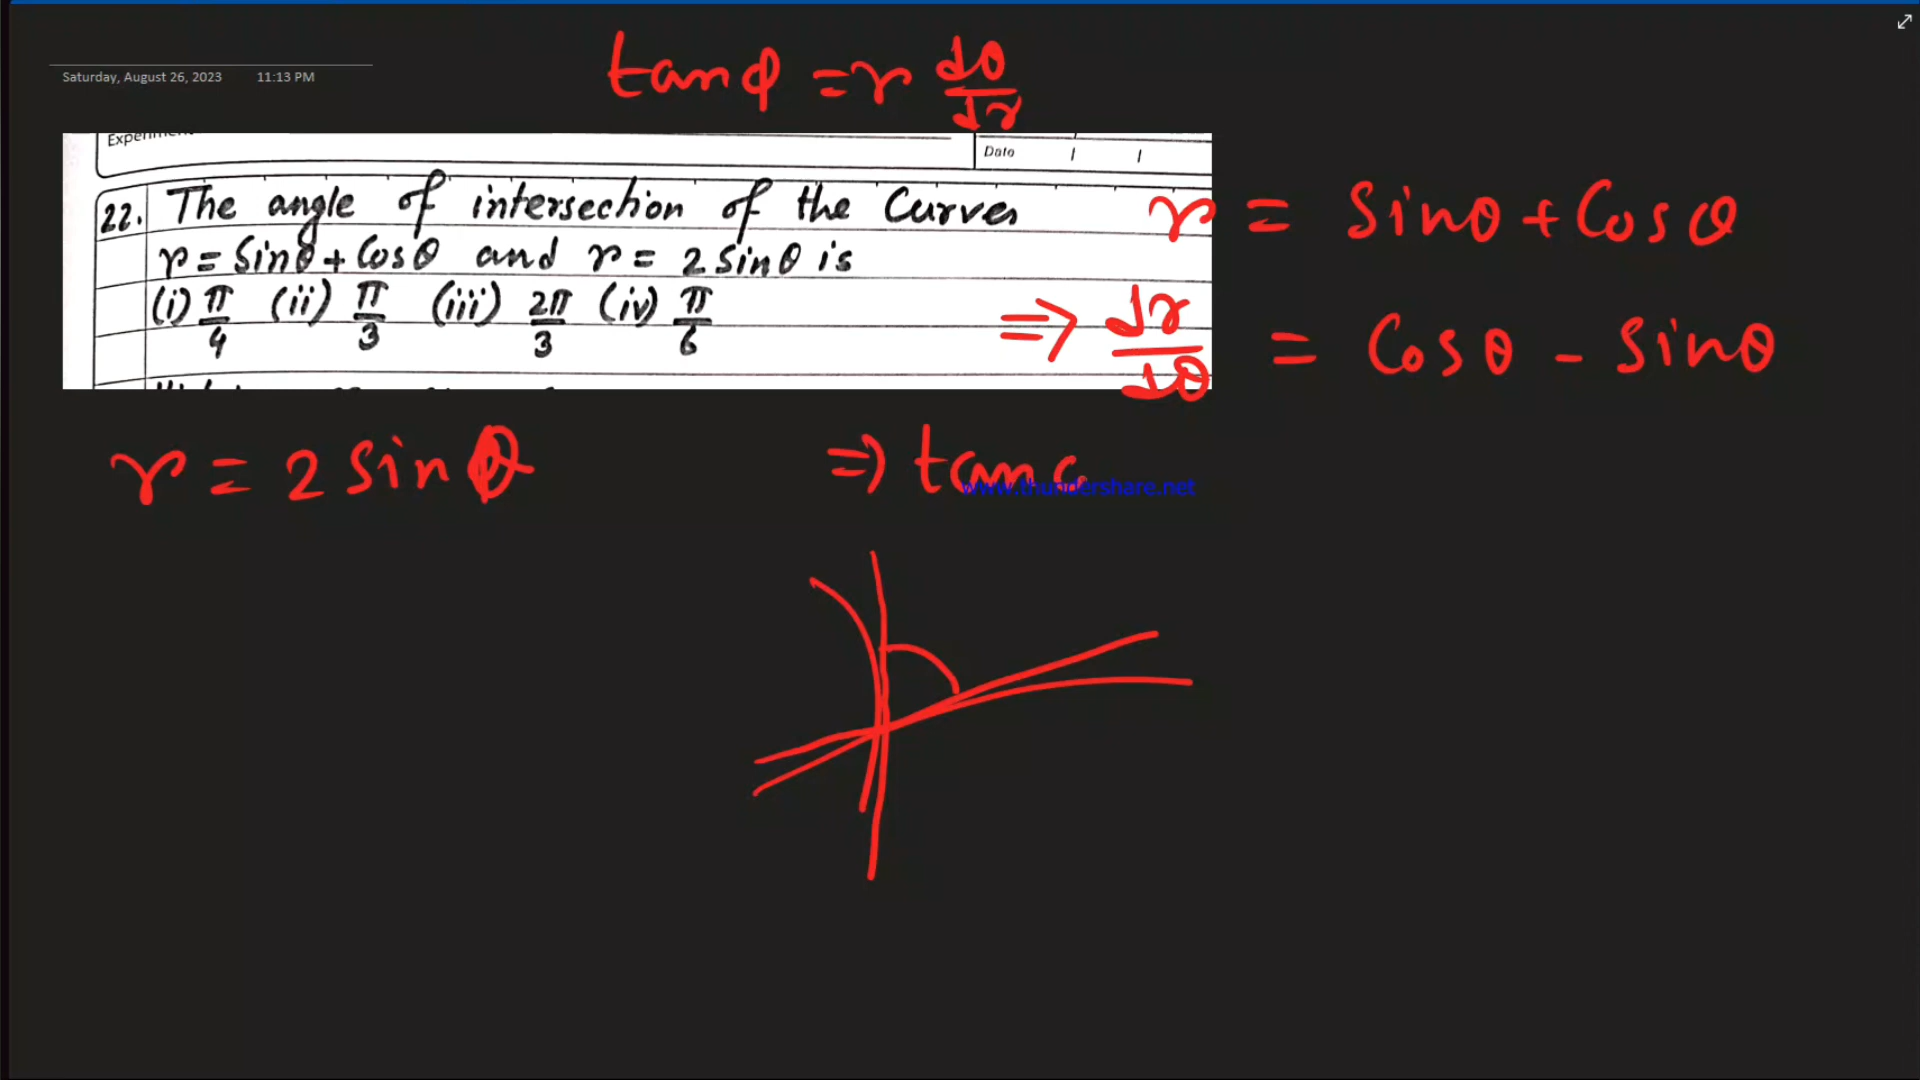 tanφ = r dθ/dr
Saturday, August 26, 2023 11:13 PM
Date / /
22. The angle of intersection of the Curves
r = Sinθ + Cosθ and r = 2 Sinθ is
(i) π/4 (ii) π/3 (iii) 2π/3 (iv) π/6
r = Sinθ + Cosθ
⇒ dr/dθ = Cosθ - Sinθ
r = 2 Sinθ
⇒ tan
www.thundershare.net